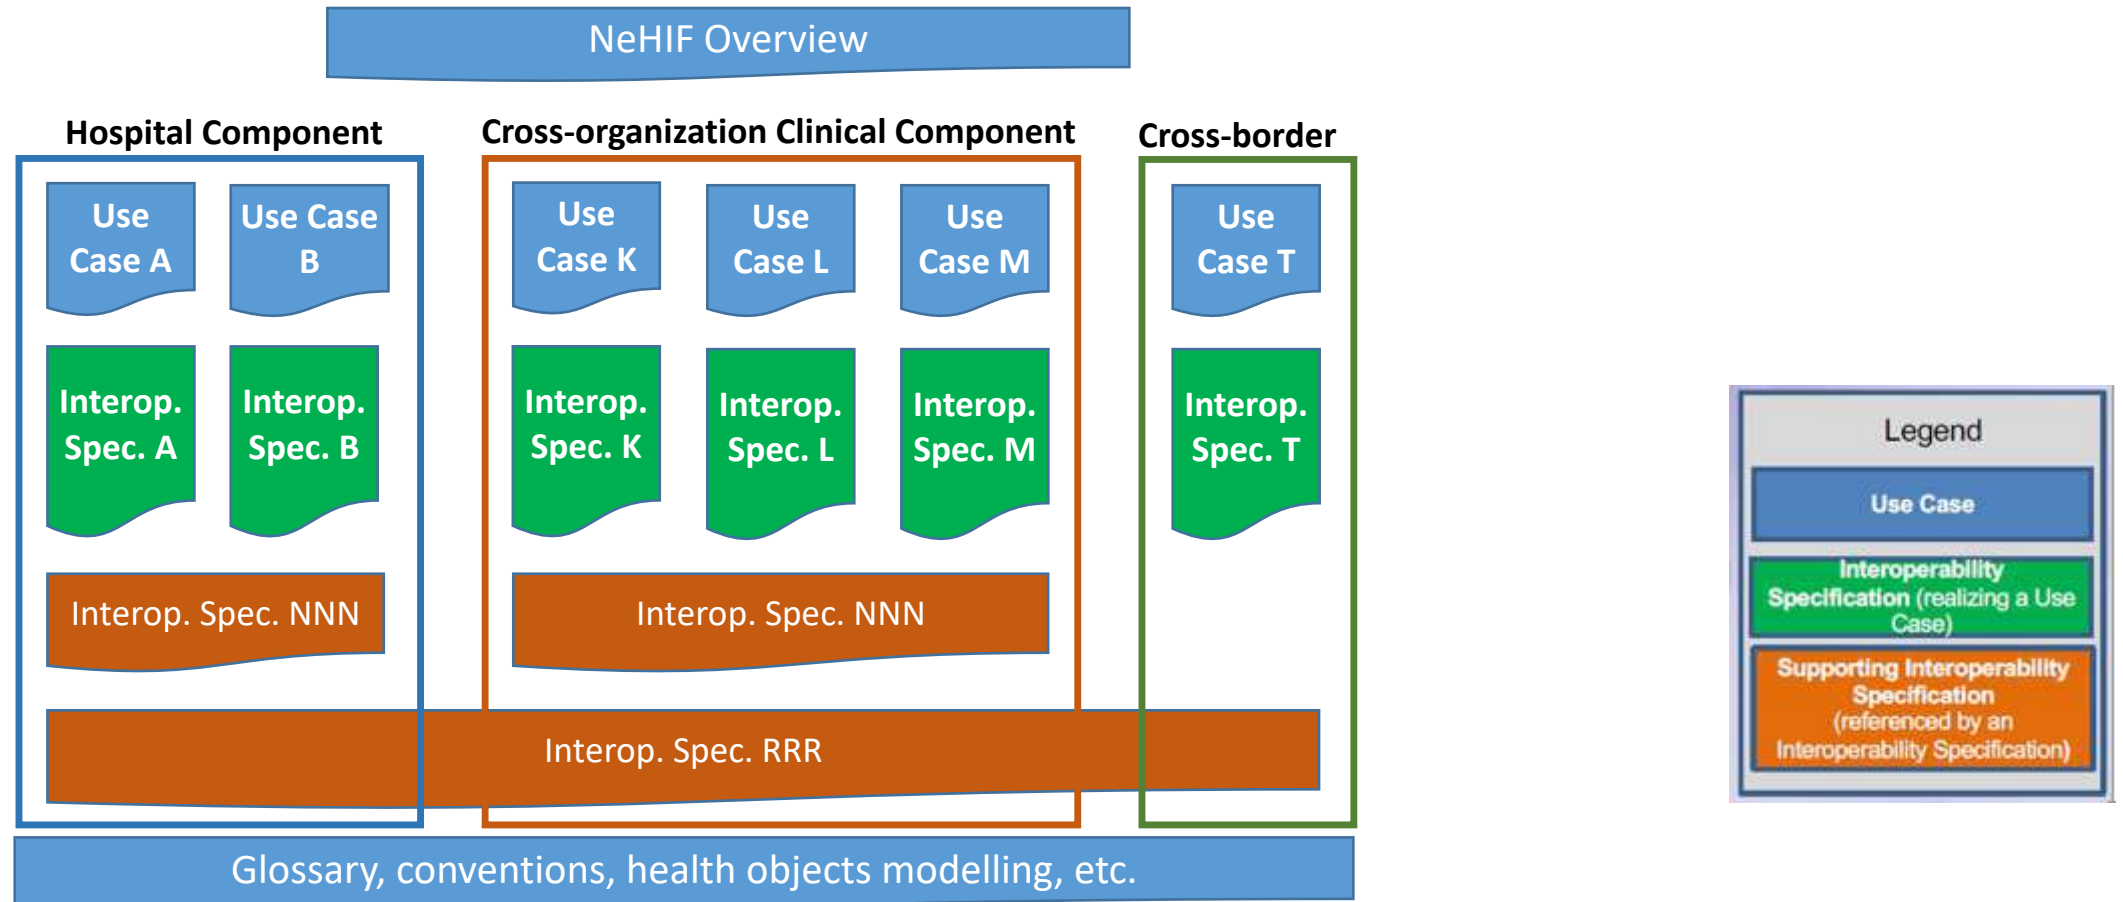 NeHIF Overview
Hospital Component
Cross-organization Clinical Component
Cross-border
Use
Case A
Use Case
B
Use
Case K
Use
Case L
Use
Case M
Use
Case T
Interop.
Spec. A
Interop.
Spec. B
Interop.
Spec. K
Interop.
Spec. L
Interop.
Spec. M
Interop.
Spec. T
Interop. Spec. NNN
Interop. Spec. NNN
Interop. Spec. RRR
Glossary, conventions, health objects modelling, etc.
Legend
Use Case
Interoperability
Specification (realizing a Use
Case)
Supporting Interoperability
Specification
(referenced by an
Interoperability Specification)